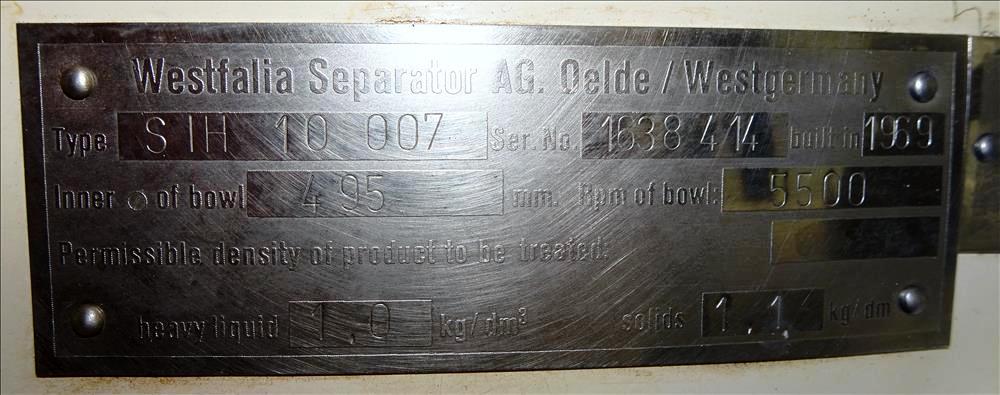 Westfalia Separator AG. Oelde / Westgermany
Type SIH 10 007 Ser. No. 1638 414 built in 1969
Inner ⌀ of bowl 495 mm. Rpm of bowl: 5500
Permissible density of product to be treated:
heavy liquid 1,0 kg/dm³ solids 1,1 kg/dm